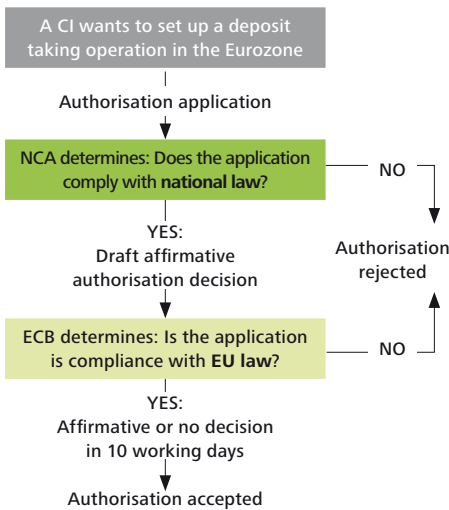 A CI wants to set up a deposit
taking operation in the Eurozone
Authorisation application
NCA determines: Does the application
comply with national law?
NO
YES:
Draft affirmative
authorisation decision
Authorisation
rejected
ECB determines: Is the application
is compliance with EU law?
NO
YES:
Affirmative or no decision
in 10 working days
Authorisation accepted